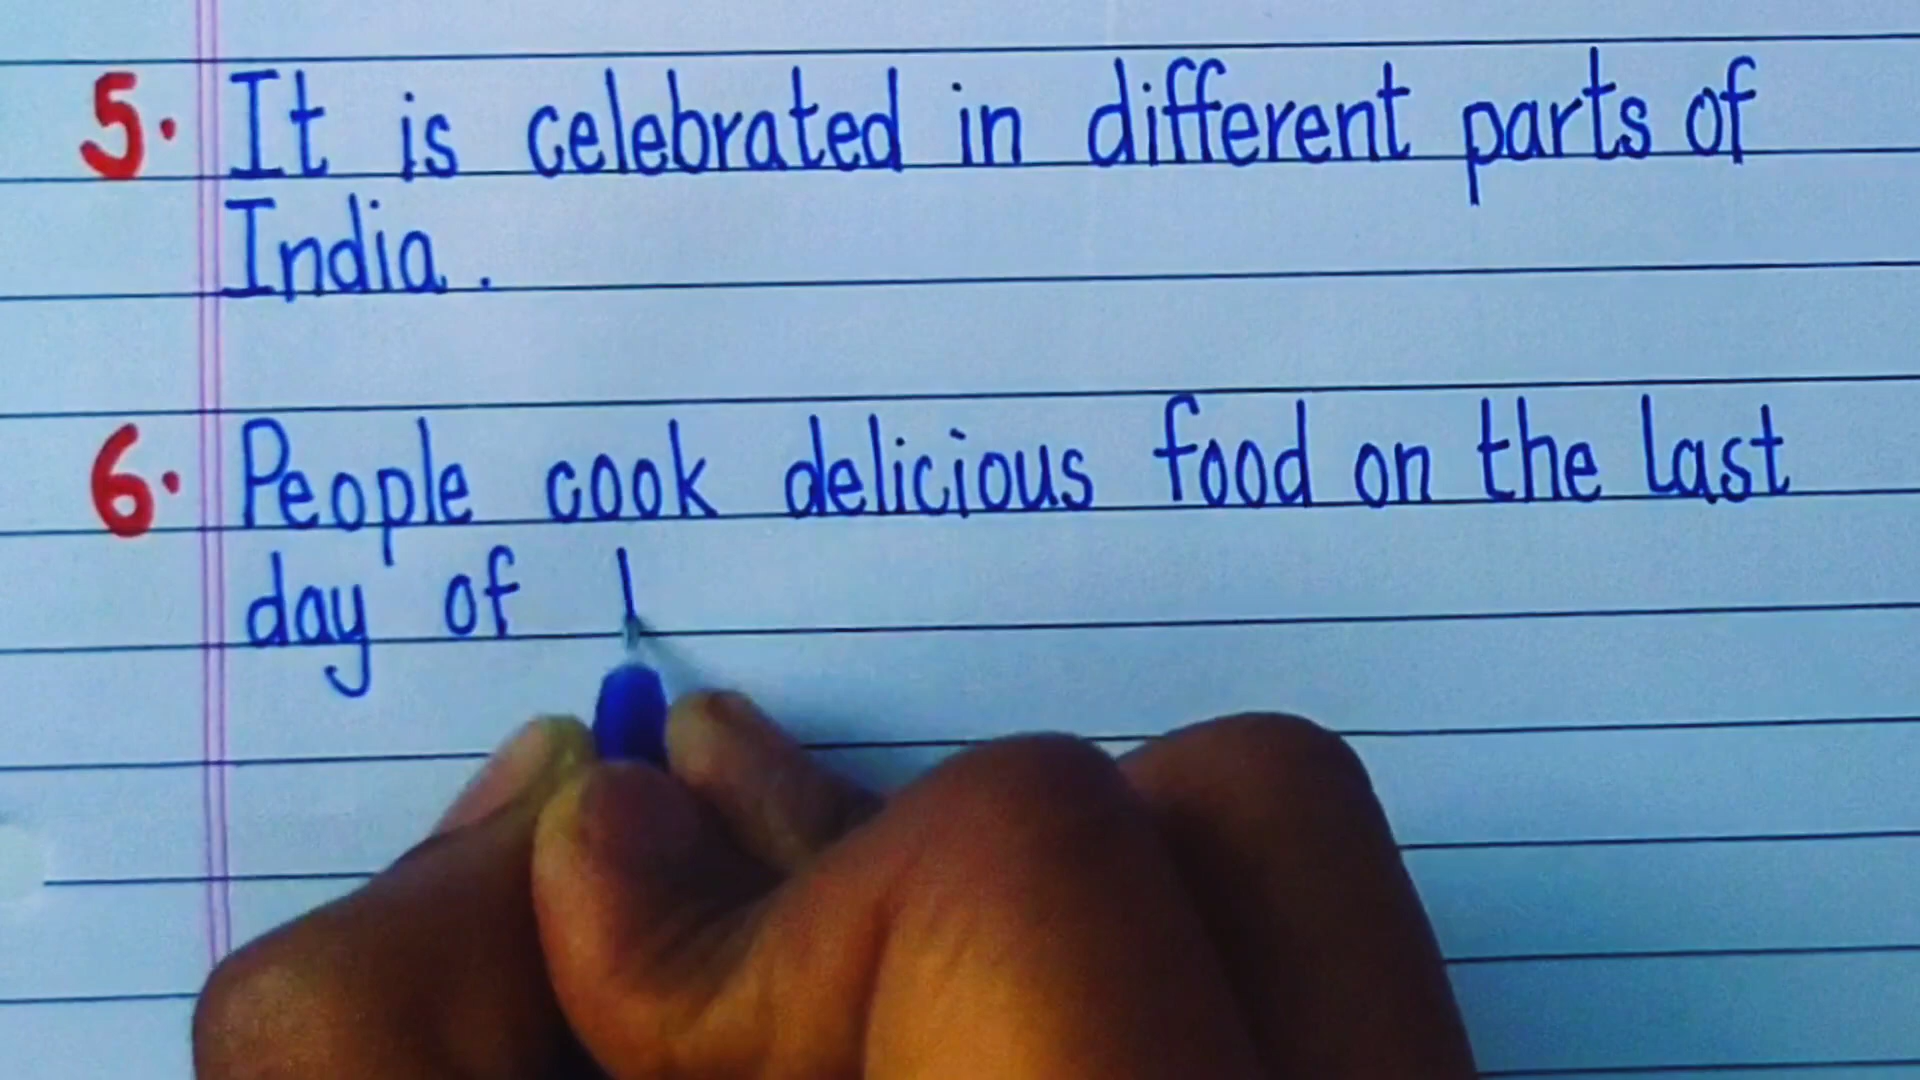 5. It is celebrated in different parts of
India.
6. People cook delicious food on the last
day of